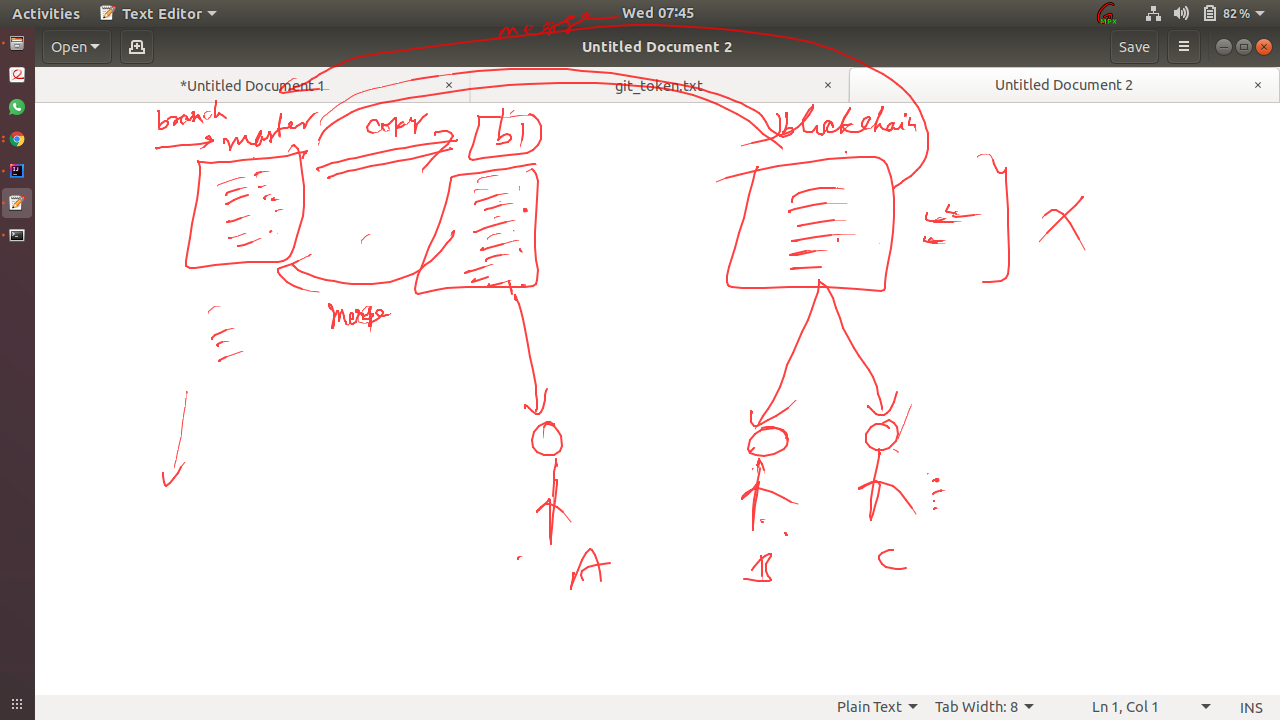 Activities
Text Editor
Wed 07:45
82 %
MPX
Open
Untitled Document 2
Save
*Untitled Document 1 ×
git_token.txt ×
Untitled Document 2 ×
merge
branch
master
copy
b1
blockchain
X
merge
A
B
C
Plain Text
Tab Width: 8
Ln 1, Col 1
INS